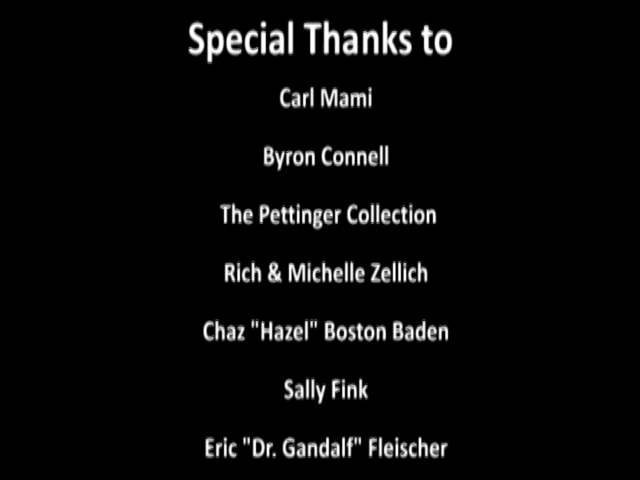 Special Thanks to
Carl Mami
Byron Connell
The Pettinger Collection
Rich & Michelle Zellich
Chaz "Hazel" Boston Baden
Sally Fink
Eric "Dr. Gandalf" Fleischer